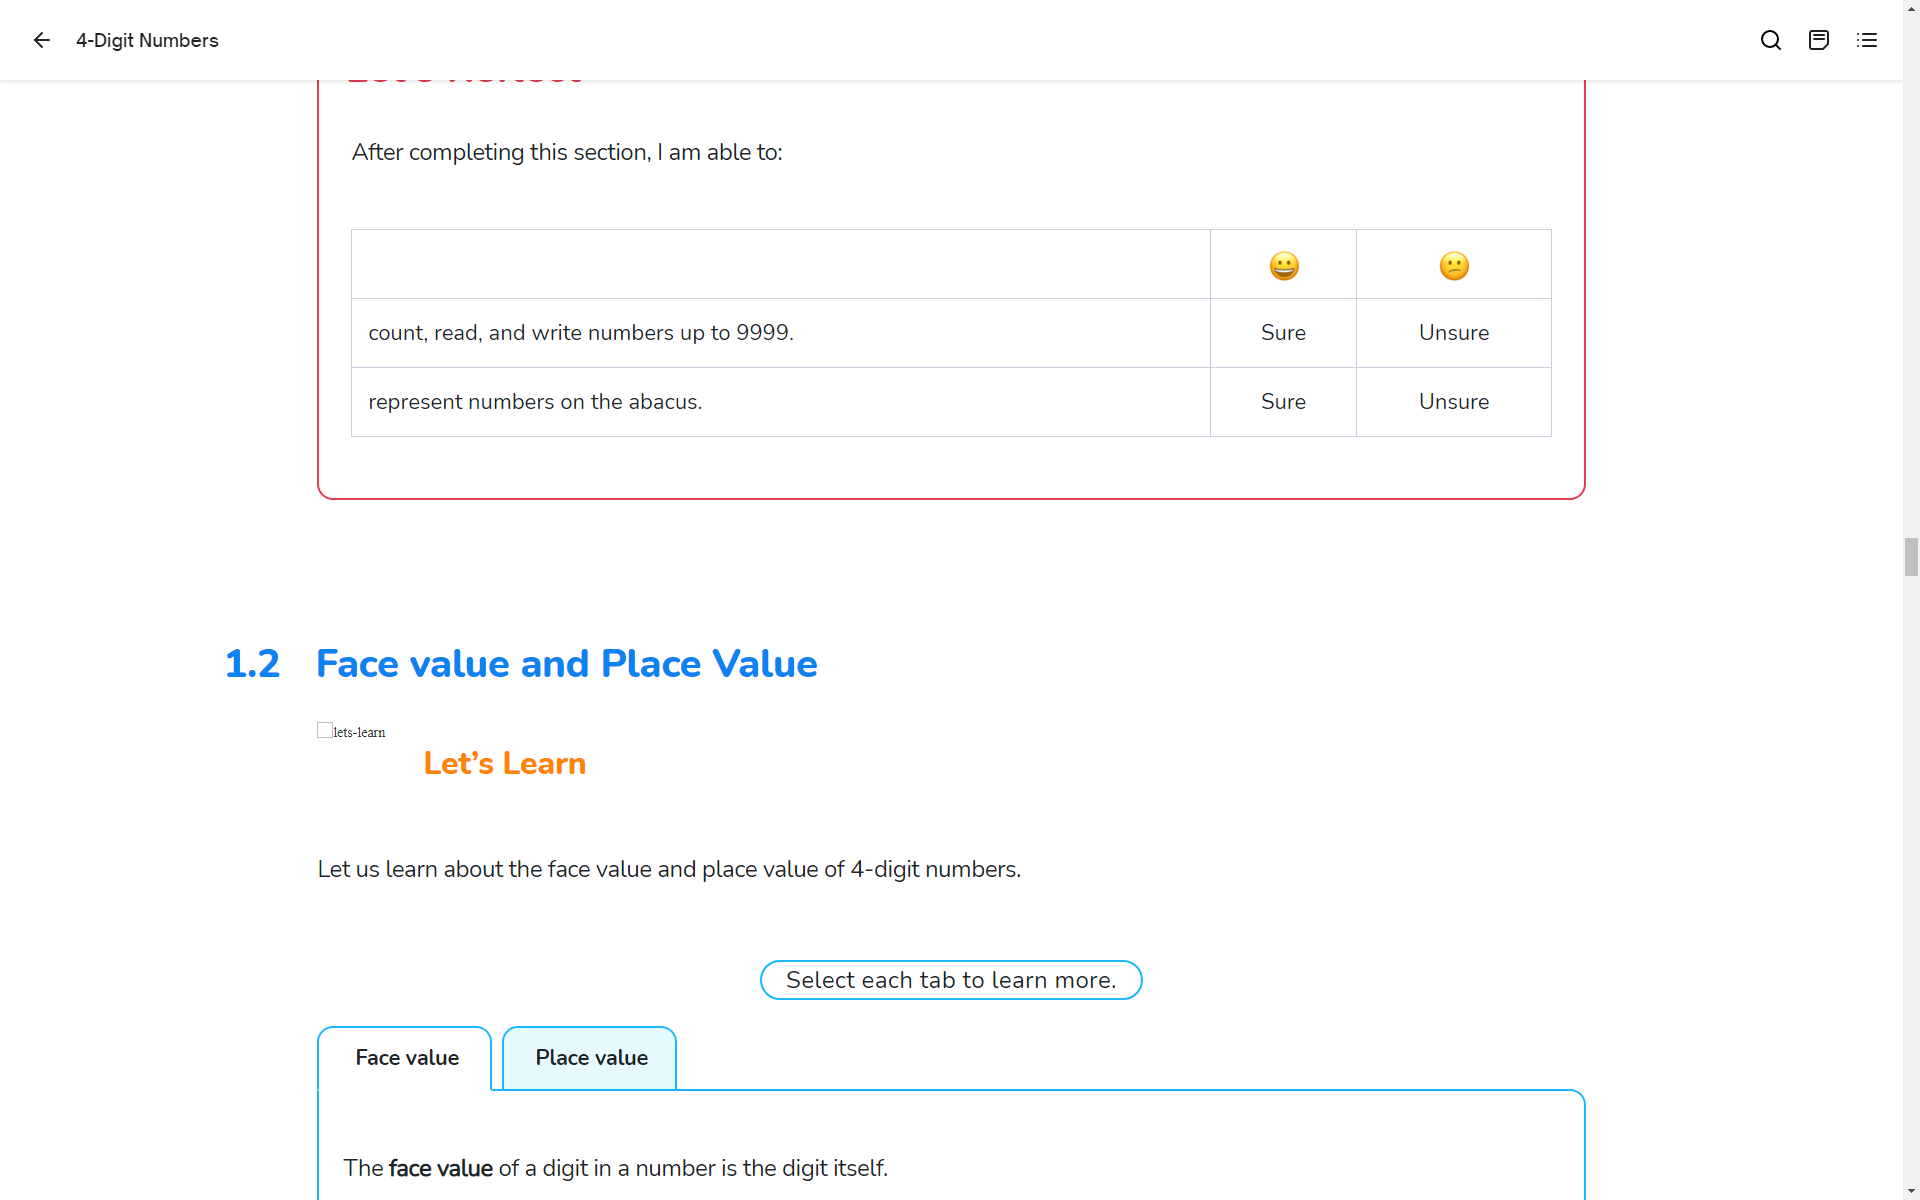 4-Digit Numbers
After completing this section, I am able to:
count, read, and write numbers up to 9999.
Sure
Unsure
represent numbers on the abacus.
Sure
Unsure
1.2 Face value and Place Value
lets-learn
Let’s Learn
Let us learn about the face value and place value of 4-digit numbers.
Select each tab to learn more.
Face value
Place value
The face value of a digit in a number is the digit itself.